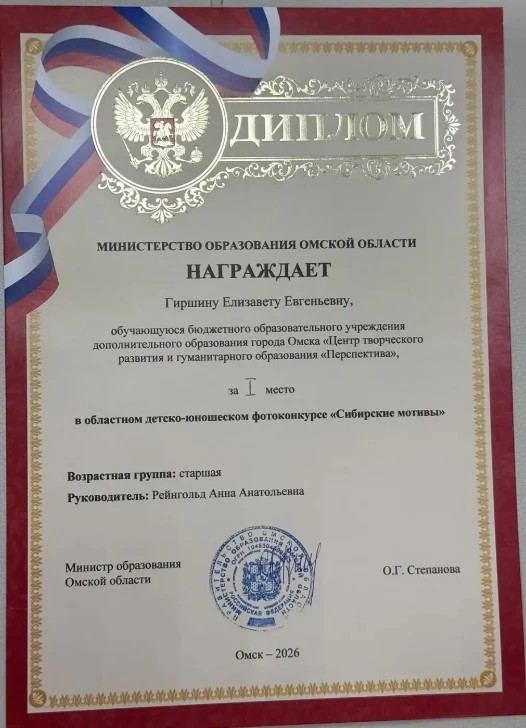 ДИПЛОМ
МИНИСТЕРСТВО ОБРАЗОВАНИЯ ОМСКОЙ ОБЛАСТИ
НАГРАЖДАЕТ
Гиршину Елизавету Евгеньевну,
обучающуюся бюджетного образовательного учреждения
дополнительного образования города Омска «Центр творческого
развития и гуманитарного образования «Перспектива»,
за I место
в областном детско-юношеском фотоконкурсе «Сибирские мотивы»
Возрастная группа: старшая
Руководитель: Рейнгольд Анна Анатольевна
Министр образования
Омской области
О.Г. Степанова
Омск – 2026